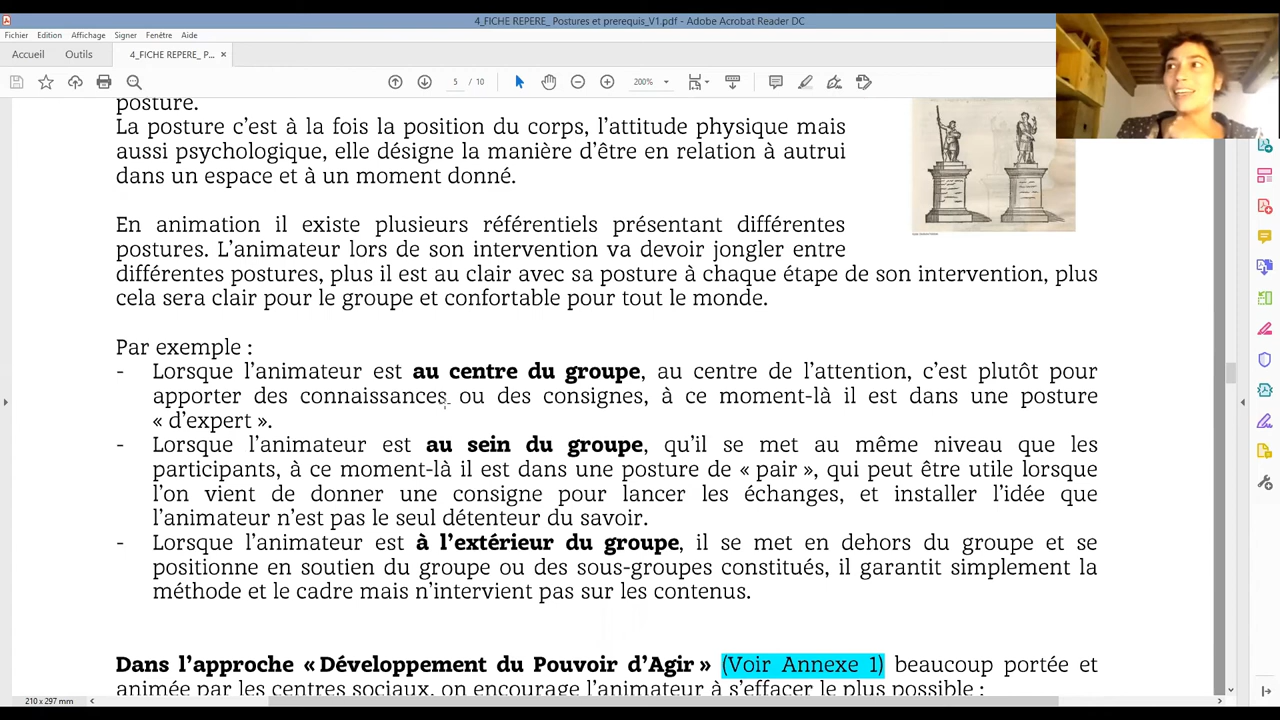 4_FICHE REPERE_ Postures et prerequis_V1.pdf - Adobe Acrobat Reader DC
Fichier Edition Affichage Signer Fenêtre Aide
Accueil Outils 4_FICHE REPERE_ P... ×
5 10 200%
posture.
La posture c’est à la fois la position du corps, l’attitude physique mais
aussi psychologique, elle désigne la manière d’être en relation à autrui
dans un espace et à un moment donné.
En animation il existe plusieurs référentiels présentant différentes
postures. L’animateur lors de son intervention va devoir jongler entre
différentes postures, plus il est au clair avec sa posture à chaque étape de son intervention, plus
cela sera clair pour le groupe et confortable pour tout le monde.
Par exemple :
- Lorsque l’animateur est au centre du groupe, au centre de l’attention, c’est plutôt pour
apporter des connaissances ou des consignes, à ce moment-là il est dans une posture
« d’expert ».
- Lorsque l’animateur est au sein du groupe, qu’il se met au même niveau que les
participants, à ce moment-là il est dans une posture de « pair », qui peut être utile lorsque
l’on vient de donner une consigne pour lancer les échanges, et installer l’idée que
l’animateur n’est pas le seul détenteur du savoir.
- Lorsque l’animateur est à l’extérieur du groupe, il se met en dehors du groupe et se
positionne en soutien du groupe ou des sous-groupes constitués, il garantit simplement la
méthode et le cadre mais n’intervient pas sur les contenus.
Dans l’approche « Développement du Pouvoir d’Agir » (Voir Annexe 1) beaucoup portée et
animée par les centres sociaux, on encourage l’animateur à s’effacer le plus possible :
210 x 297 mm